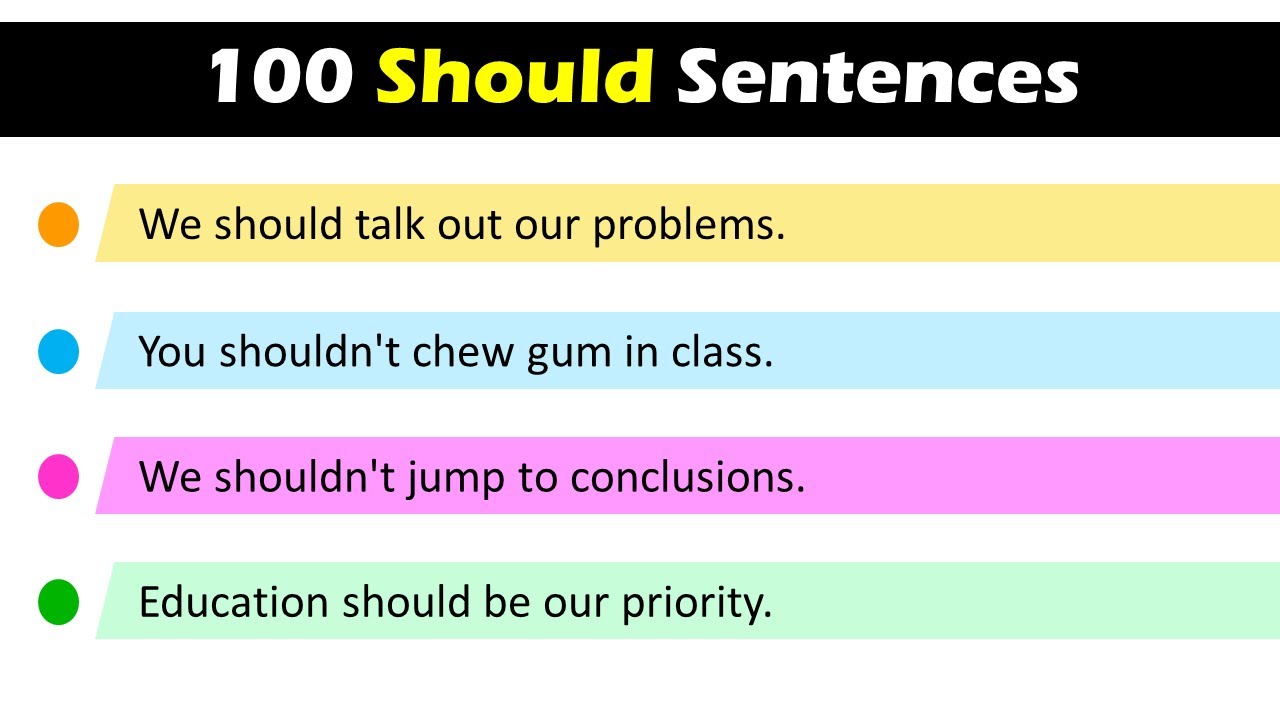 100 Should Sentences
We should talk out our problems.
You shouldn't chew gum in class.
We shouldn't jump to conclusions.
Education should be our priority.